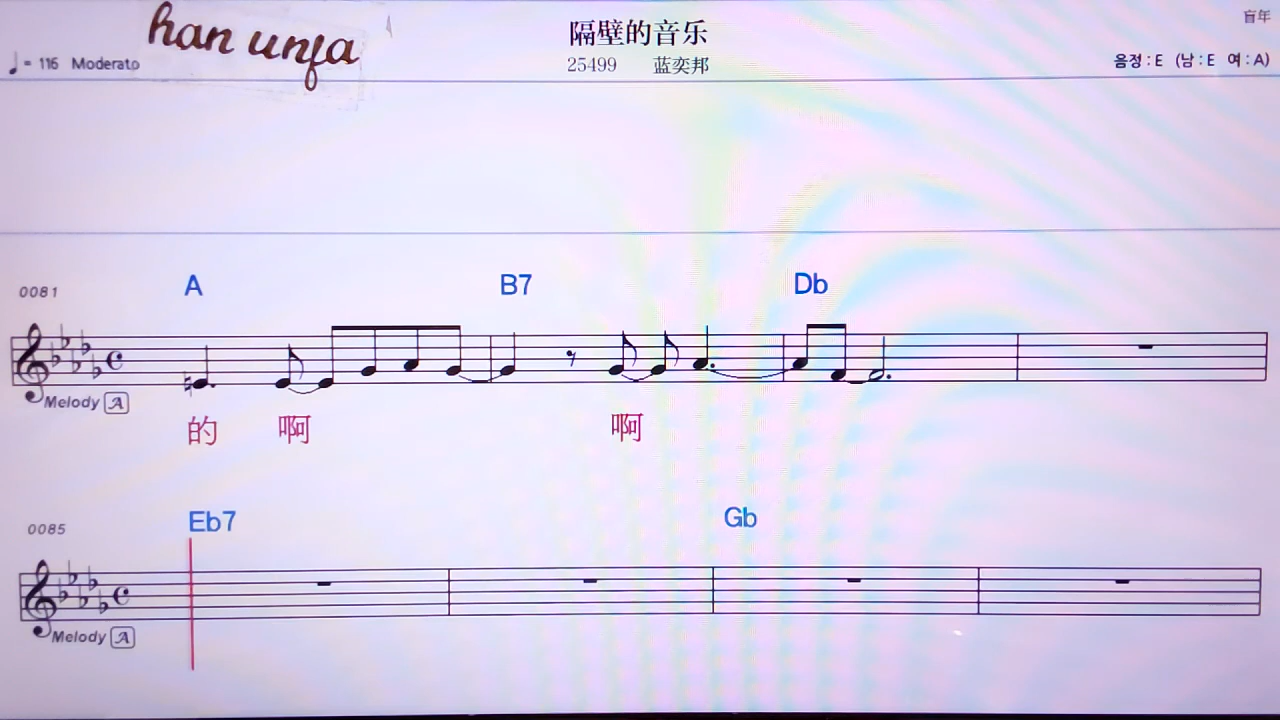 han unfa
隔壁的音乐
盲年
♩= 116 Moderato
25499 蓝奕邦
음정 : E (남 : E 여 : A)
0081
A B7 Db
Melody A
的 啊 啊
0085
Eb7 Gb
Melody A